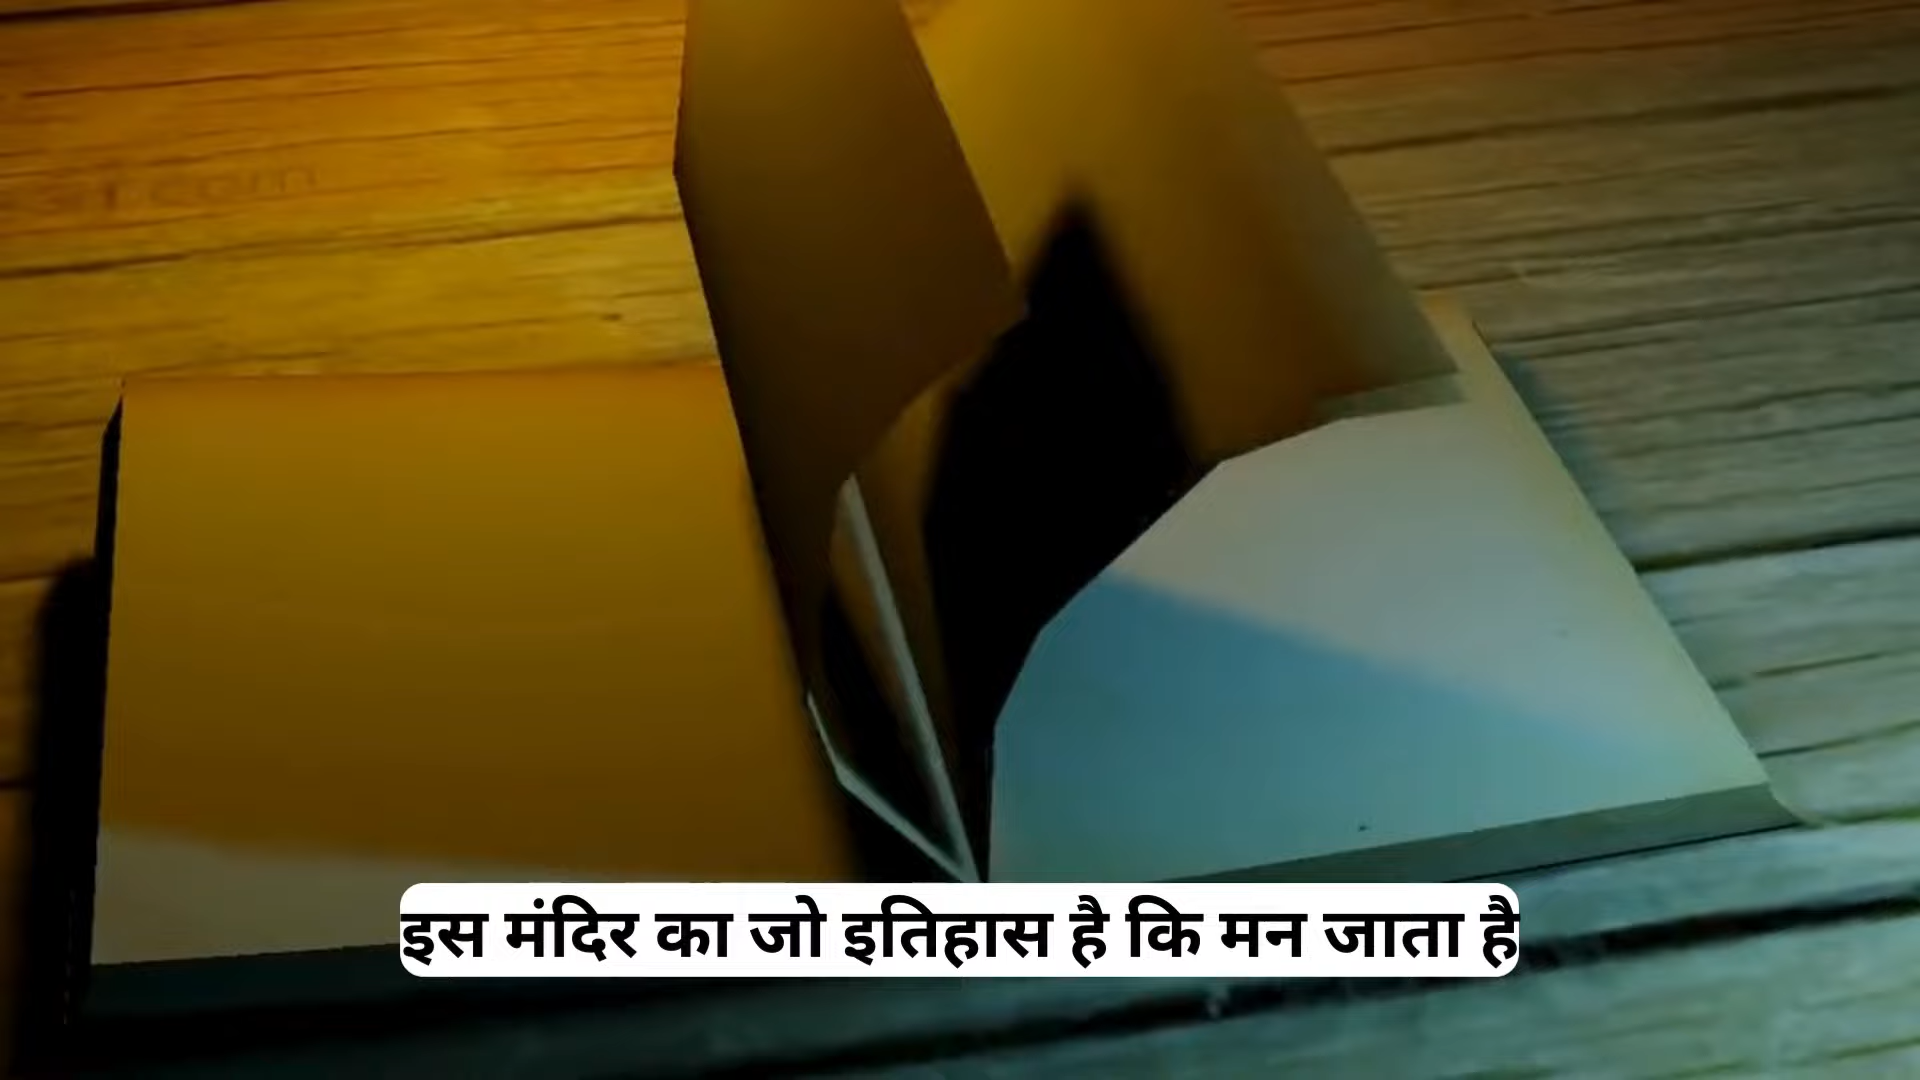 इस मंदिर का जो इतिहास है कि मन जाता है